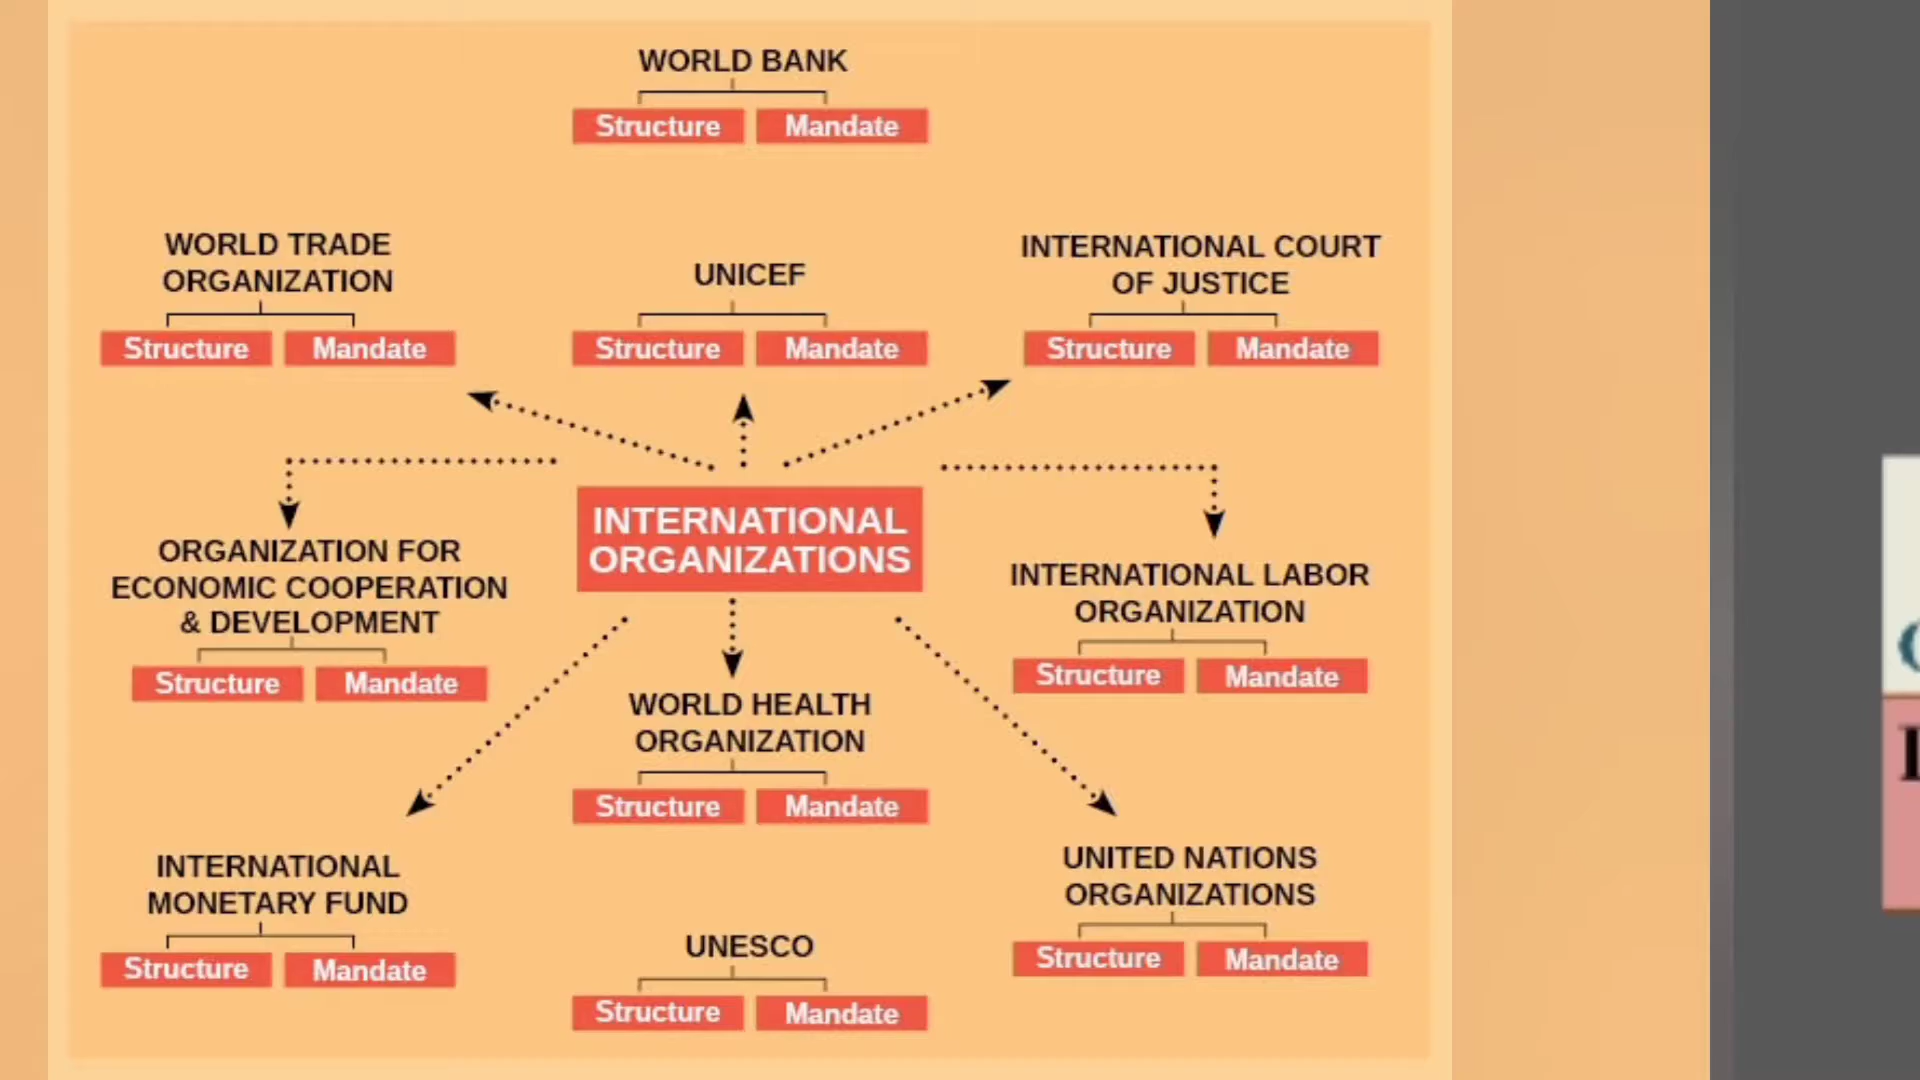 WORLD BANK
Structure Mandate
WORLD TRADE
ORGANIZATION
Structure Mandate
UNICEF
Structure Mandate
INTERNATIONAL COURT
OF JUSTICE
Structure Mandate
INTERNATIONAL
ORGANIZATIONS
ORGANIZATION FOR
ECONOMIC COOPERATION
& DEVELOPMENT
Structure Mandate
INTERNATIONAL LABOR
ORGANIZATION
Structure Mandate
WORLD HEALTH
ORGANIZATION
Structure Mandate
INTERNATIONAL
MONETARY FUND
Structure Mandate
UNITED NATIONS
ORGANIZATIONS
Structure Mandate
UNESCO
Structure Mandate